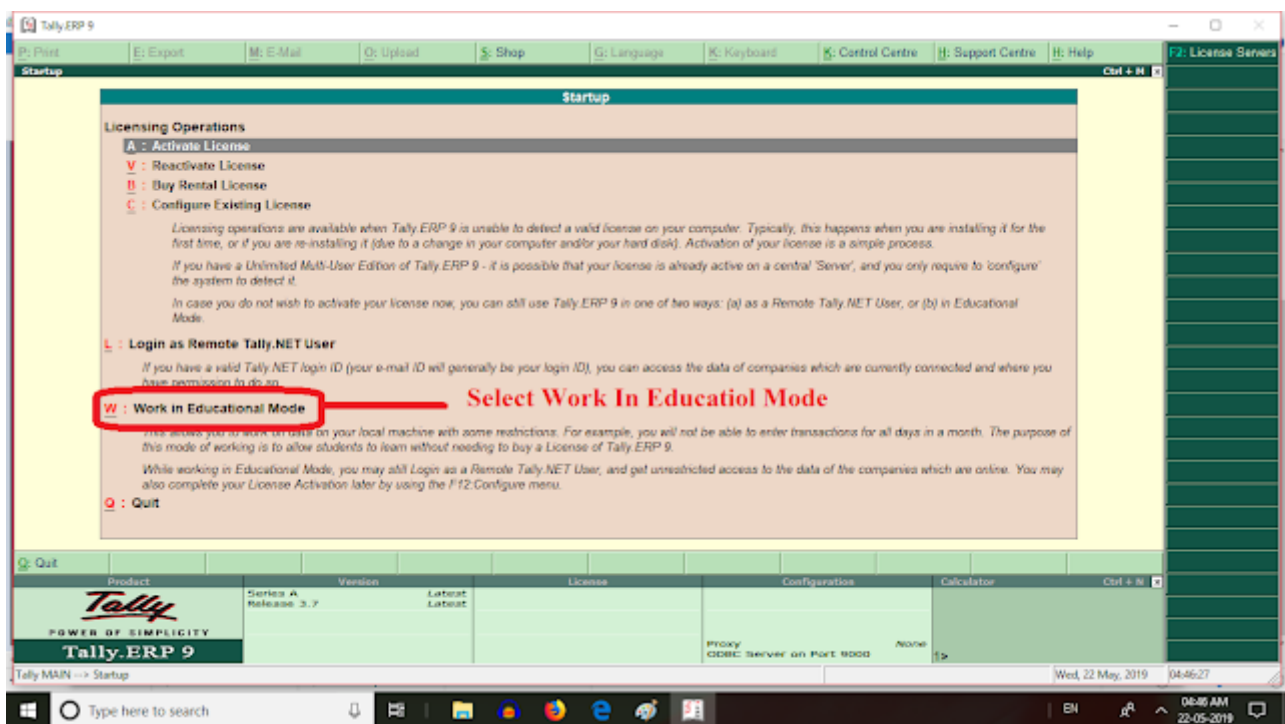 Tally.ERP 9
P: Print E: Export M: E-Mail O: Upload S: Shop G: Language K: Keyboard K: Control Centre H: Support Centre H: Help F2: License Servers
Startup Ctrl + M
Startup
Licensing Operations
A : Activate License
V : Reactivate License
B : Buy Rental License
C : Configure Existing License
Licensing operations are available when Tally.ERP 9 is unable to detect a valid license on your computer. Typically, this happens when you are installing it for the
first time, or if you are re-installing it (due to a change in your computer and/or your hard disk). Activation of your license is a simple process.
If you have a Unlimited Multi-User Edition of Tally.ERP 9 - it is possible that your license is already active on a central 'Server', and you only require to 'configure'
the system to detect it.
In case you do not wish to activate your license now, you can still use Tally.ERP 9 in one of two ways: (a) as a Remote Tally.NET User, or (b) in Educational
Mode.
L : Login as Remote Tally.NET User
If you have a valid Tally.NET login ID (your e-mail ID will generally be your login ID), you can access the data of companies which are currently connected and where you
have permission to do so.
W : Work in Educational Mode
Select Work In Educatiol Mode
This allows you to work on data on your local machine with some restrictions. For example, you will not be able to enter transactions for all days in a month. The purpose of
this mode of working is to allow students to learn without needing to buy a License of Tally.ERP 9.
While working in Educational Mode, you may still Login as a Remote Tally.NET User, and get unrestricted access to the data of the companies which are online. You may
also complete your License Activation later by using the F12:Configure menu.
Q : Quit
Q: Quit
Product Version License Configuration Calculator Ctrl + N
Series A Latest
Release 3.7 Latest
Tally
POWER OF SIMPLICITY
Tally.ERP 9
Proxy None
ODBC Server on Port 9000
1>
Tally MAIN --> Startup Wed, 22 May, 2019 04:46:27
Type here to search EN 04:46 AM
22-05-2019